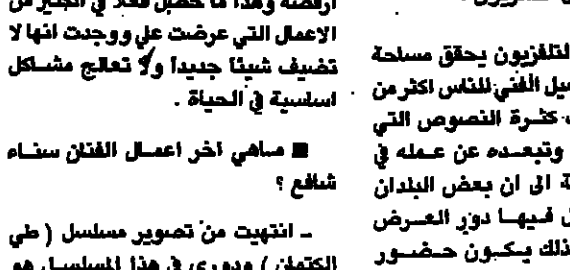 تلفزيون .
التلفزيون يحقق مساحة
الفني للناس اكثر من
كثرة النصوص التي
وتبعده عن عمله في
الى ان بعض البلدان
فيها دور العرض
يكون حضور
ارفضه وهذا ما حصل فعلا في الكثير من
الاعمال التي عرضت علي ووجدت انها لا
تضيف شيئا جديداً ولا تعالج مشاكل
اساسية في الحياة .
■ ماهي آخر اعمال الفنان سناء
شافع ؟
ـ انتهيت من تصوير مسلسل ( طي
الكتمان ) ودوري في هذا المسلسل هو